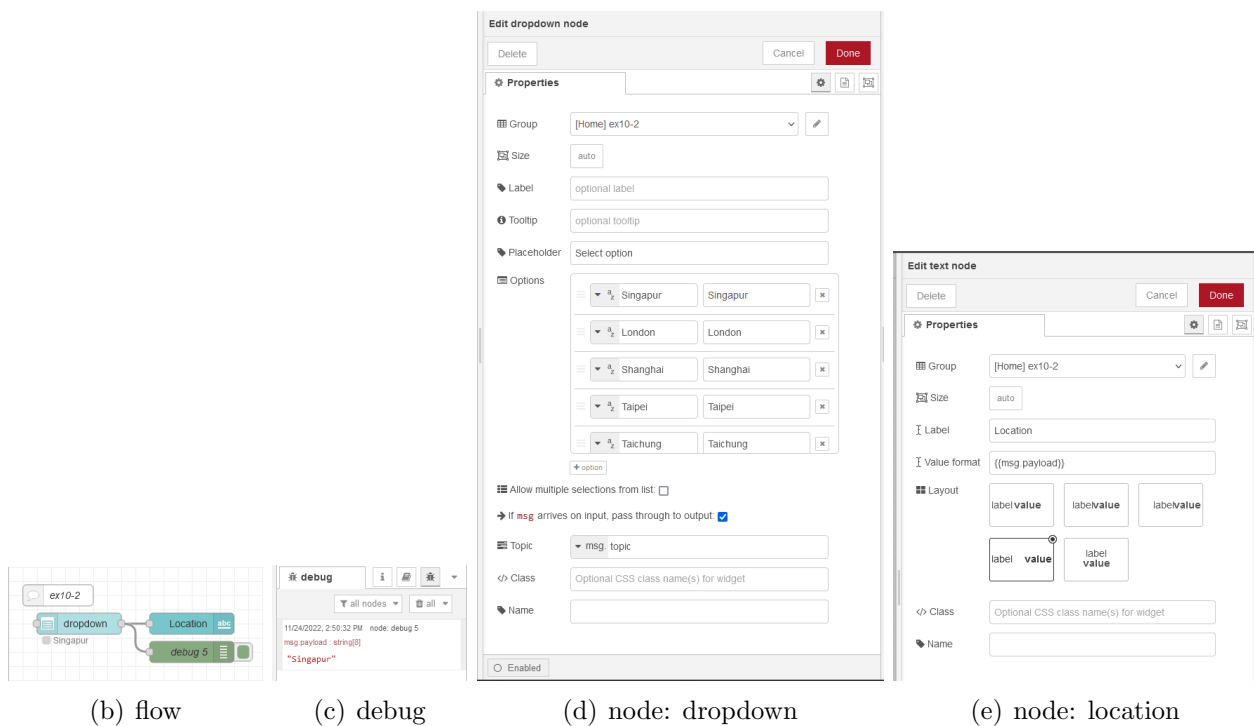 Edit dropdown node
Delete
Cancel
Done
Properties
Group
[Home] ex10-2
Size
auto
Label
optional label
Tooltip
optional tooltip
Placeholder
Select option
Options
az Singapur Singapur
az London London
az Shanghai Shanghai
az Taipei Taipei
az Taichung Taichung
+ option
Allow multiple selections from list:
If msg arrives on input, pass through to output:
Topic
msg. topic
Class
Optional CSS class name(s) for widget
Name
Enabled
Edit text node
Delete
Cancel
Done
Properties
Group
[Home] ex10-2
Size
auto
Label
Location
Value format
{{msg.payload}}
Layout
label value
label value
label value
label value
label
value
Class
Optional CSS class name(s) for widget
Name
ex10-2
dropdown
Singapur
Location
abc
debug 5
debug
i
all nodes
all
11/24/2022, 2:50:32 PM node: debug 5
msg.payload : string[8]
"Singapur"
(b) flow
(c) debug
(d) node: dropdown
(e) node: location